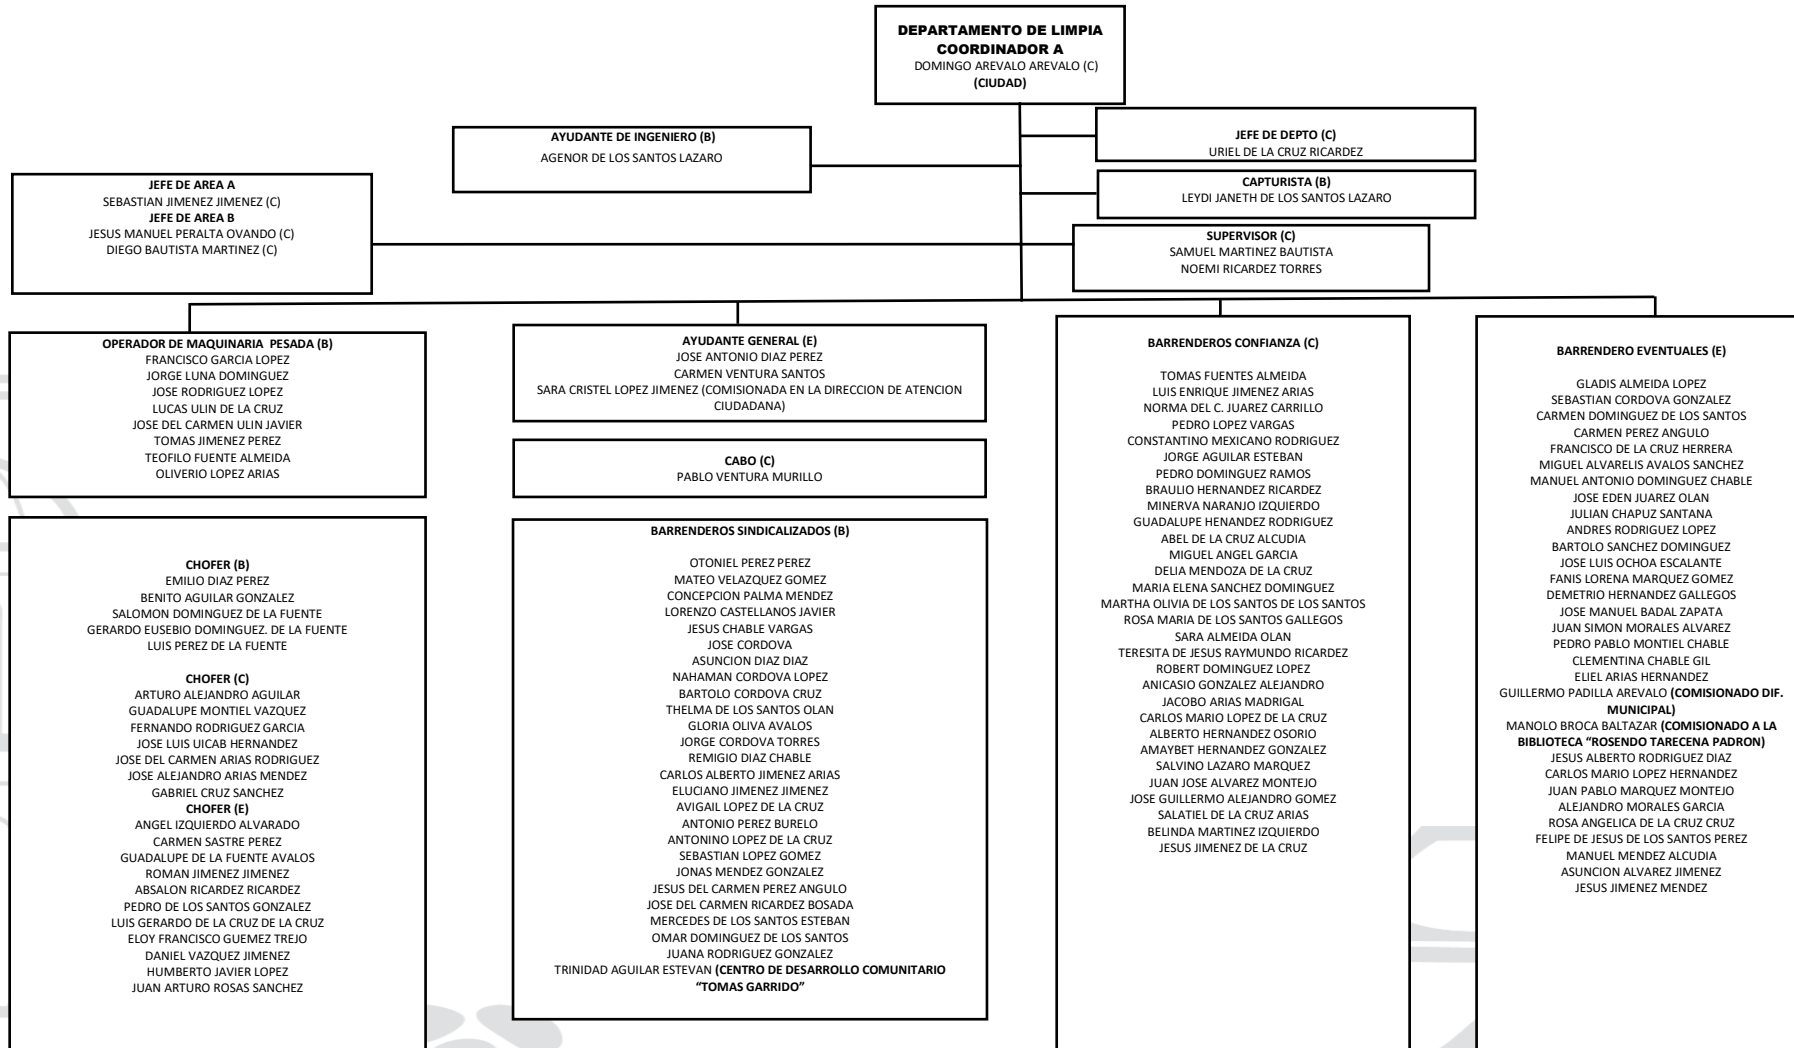 DEPARTAMENTO DE LIMPIA
COORDINADOR A
DOMINGO AREVALO AREVALO (C)
(CIUDAD)
AYUDANTE DE INGENIERO (B)
AGENOR DE LOS SANTOS LAZARO
JEFE DE DEPTO (C)
URIEL DE LA CRUZ RICARDEZ
CAPTURISTA (B)
LEYDI JANETH DE LOS SANTOS LAZARO
JEFE DE AREA A
SEBASTIAN JIMENEZ JIMENEZ (C)
JEFE DE AREA B
JESUS MANUEL PERALTA OVANDO (C)
DIEGO BAUTISTA MARTINEZ (C)
SUPERVISOR (C)
SAMUEL MARTINEZ BAUTISTA
NOEMI RICARDEZ TORRES
OPERADOR DE MAQUINARIA  PESADA (B)
FRANCISCO GARCIA LOPEZ
JORGE LUNA DOMINGUEZ
JOSE RODRIGUEZ LOPEZ
LUCAS ULIN DE LA CRUZ
JOSE DEL CARMEN ULIN JAVIER
TOMAS JIMENEZ PEREZ
TEOFILO FUENTE ALMEIDA
OLIVERIO LOPEZ ARIAS
CHOFER (B)
EMILIO DIAZ PEREZ
BENITO AGUILAR GONZALEZ
SALOMON DOMINGUEZ DE LA FUENTE
GERARDO EUSEBIO DOMINGUEZ. DE LA FUENTE
LUIS PEREZ DE LA FUENTE
CHOFER (C)
ARTURO ALEJANDRO AGUILAR
GUADALUPE MONTIEL VAZQUEZ
FERNANDO RODRIGUEZ GARCIA
JOSE LUIS UICAB HERNANDEZ
JOSE DEL CARMEN ARIAS RODRIGUEZ
JOSE ALEJANDRO ARIAS MENDEZ
GABRIEL CRUZ SANCHEZ
CHOFER (E)
ANGEL IZQUIERDO ALVARADO
CARMEN SASTRE PEREZ
GUADALUPE DE LA FUENTE AVALOS
ROMAN JIMENEZ JIMENEZ
ABSALON RICARDEZ RICARDEZ
PEDRO DE LOS SANTOS GONZALEZ
LUIS GERARDO DE LA CRUZ DE LA CRUZ
ELOY FRANCISCO GUEMEZ TREJO
DANIEL VAZQUEZ JIMENEZ
HUMBERTO JAVIER LOPEZ
JUAN ARTURO ROSAS SANCHEZ
AYUDANTE GENERAL (E)
JOSE ANTONIO DIAZ PEREZ
CARMEN VENTURA SANTOS
SARA CRISTEL LOPEZ JIMENEZ (COMISIONADA EN LA DIRECCION DE ATENCION
CIUDADANA)
CABO (C)
PABLO VENTURA MURILLO
BARRENDEROS SINDICALIZADOS (B)
OTONIEL PEREZ PEREZ
MATEO VELAZQUEZ GOMEZ
CONCEPCION PALMA MENDEZ
LORENZO CASTELLANOS JAVIER
JESUS CHABLE VARGAS
JOSE CORDOVA
ASUNCION DIAZ DIAZ
NAHAMAN CORDOVA LOPEZ
BARTOLO CORDOVA CRUZ
THELMA DE LOS SANTOS OLAN
GLORIA OLIVA AVALOS
JORGE CORDOVA TORRES
REMIGIO DIAZ CHABLE
CARLOS ALBERTO JIMENEZ ARIAS
ELUCIANO JIMENEZ JIMENEZ
AVIGAIL LOPEZ DE LA CRUZ
ANTONIO PEREZ BURELO
ANTONINO LOPEZ DE LA CRUZ
SEBASTIAN LOPEZ GOMEZ
JONAS MENDEZ GONZALEZ
JESUS DEL CARMEN PEREZ ANGULO
JOSE DEL CARMEN RICARDEZ BOSADA
MERCEDES DE LOS SANTOS ESTEBAN
OMAR DOMINGUEZ DE LOS SANTOS
JUANA RODRIGUEZ GONZALEZ
TRINIDAD AGUILAR ESTEVAN (CENTRO DE DESARROLLO COMUNITARIO
“TOMAS GARRIDO”
BARRENDEROS CONFIANZA (C)
TOMAS FUENTES ALMEIDA
LUIS ENRIQUE JIMENEZ ARIAS
NORMA DEL C. JUAREZ CARRILLO
PEDRO LOPEZ VARGAS
CONSTANTINO MEXICANO RODRIGUEZ
JORGE AGUILAR ESTEBAN
PEDRO DOMINGUEZ RAMOS
BRAULIO HERNANDEZ RICARDEZ
MINERVA NARANJO IZQUIERDO
GUADALUPE HENANDEZ RODRIGUEZ
ABEL DE LA CRUZ ALCUDIA
MIGUEL ANGEL GARCIA
DELIA MENDOZA DE LA CRUZ
MARIA ELENA SANCHEZ DOMINGUEZ
MARTHA OLIVIA DE LOS SANTOS DE LOS SANTOS
ROSA MARIA DE LOS SANTOS GALLEGOS
SARA ALMEIDA OLAN
TERESITA DE JESUS RAYMUNDO RICARDEZ
ROBERT DOMINGUEZ LOPEZ
ANICASIO GONZALEZ ALEJANDRO
JACOBO ARIAS MADRIGAL
CARLOS MARIO LOPEZ DE LA CRUZ
ALBERTO HERNANDEZ OSORIO
AMAYBET HERNANDEZ GONZALEZ
SALVINO LAZARO MARQUEZ
JUAN JOSE ALVAREZ MONTEJO
JOSE GUILLERMO ALEJANDRO GOMEZ
SALATIEL DE LA CRUZ ARIAS
BELINDA MARTINEZ IZQUIERDO
JESUS JIMENEZ DE LA CRUZ
BARRENDERO EVENTUALES (E)
GLADIS ALMEIDA LOPEZ
SEBASTIAN CORDOVA GONZALEZ
CARMEN DOMINGUEZ DE LOS SANTOS
CARMEN PEREZ ANGULO
FRANCISCO DE LA CRUZ HERRERA
MIGUEL ALVARELIS AVALOS SANCHEZ
MANUEL ANTONIO DOMINGUEZ CHABLE
JOSE EDEN JUAREZ OLAN
JULIAN CHAPUZ SANTANA
ANDRES RODRIGUEZ LOPEZ
BARTOLO SANCHEZ DOMINGUEZ
JOSE LUIS OCHOA ESCALANTE
FANIS LORENA MARQUEZ GOMEZ
DEMETRIO HERNANDEZ GALLEGOS
JOSE MANUEL BADAL ZAPATA
JUAN SIMON MORALES ALVAREZ
PEDRO PABLO MONTIEL CHABLE
CLEMENTINA CHABLE GIL
ELIEL ARIAS HERNANDEZ
GUILLERMO PADILLA AREVALO (COMISIONADO DIF.
MUNICIPAL)
MANOLO BROCA BALTAZAR (COMISIONADO A LA
BIBLIOTECA “ROSENDO TARECENA PADRON)
JESUS ALBERTO RODRIGUEZ DIAZ
CARLOS MARIO LOPEZ HERNANDEZ
JUAN PABLO MARQUEZ MONTEJO
ALEJANDRO MORALES GARCIA
ROSA ANGELICA DE LA CRUZ CRUZ
FELIPE DE JESUS DE LOS SANTOS PEREZ
MANUEL MENDEZ ALCUDIA
ASUNCION ALVAREZ JIMENEZ
JESUS JIMENEZ MENDEZ